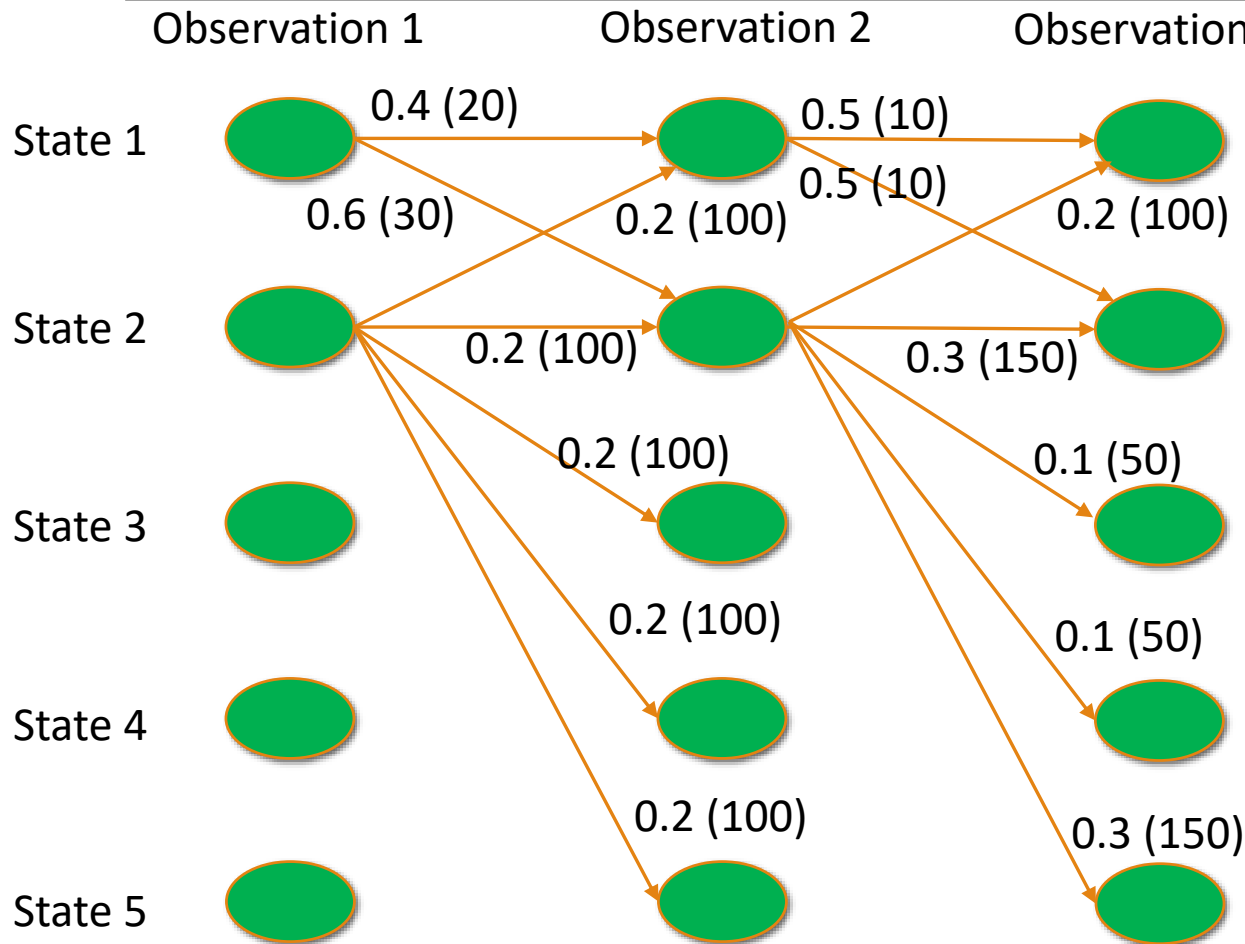 Observation 1
Observation 2
Observation
State 1
0.4 (20)
0.5 (10)
0.5 (10)
0.6 (30)
0.2 (100)
0.2 (100)
State 2
0.2 (100)
0.3 (150)
0.2 (100)
0.1 (50)
State 3
0.2 (100)
0.1 (50)
State 4
0.2 (100)
0.3 (150)
State 5